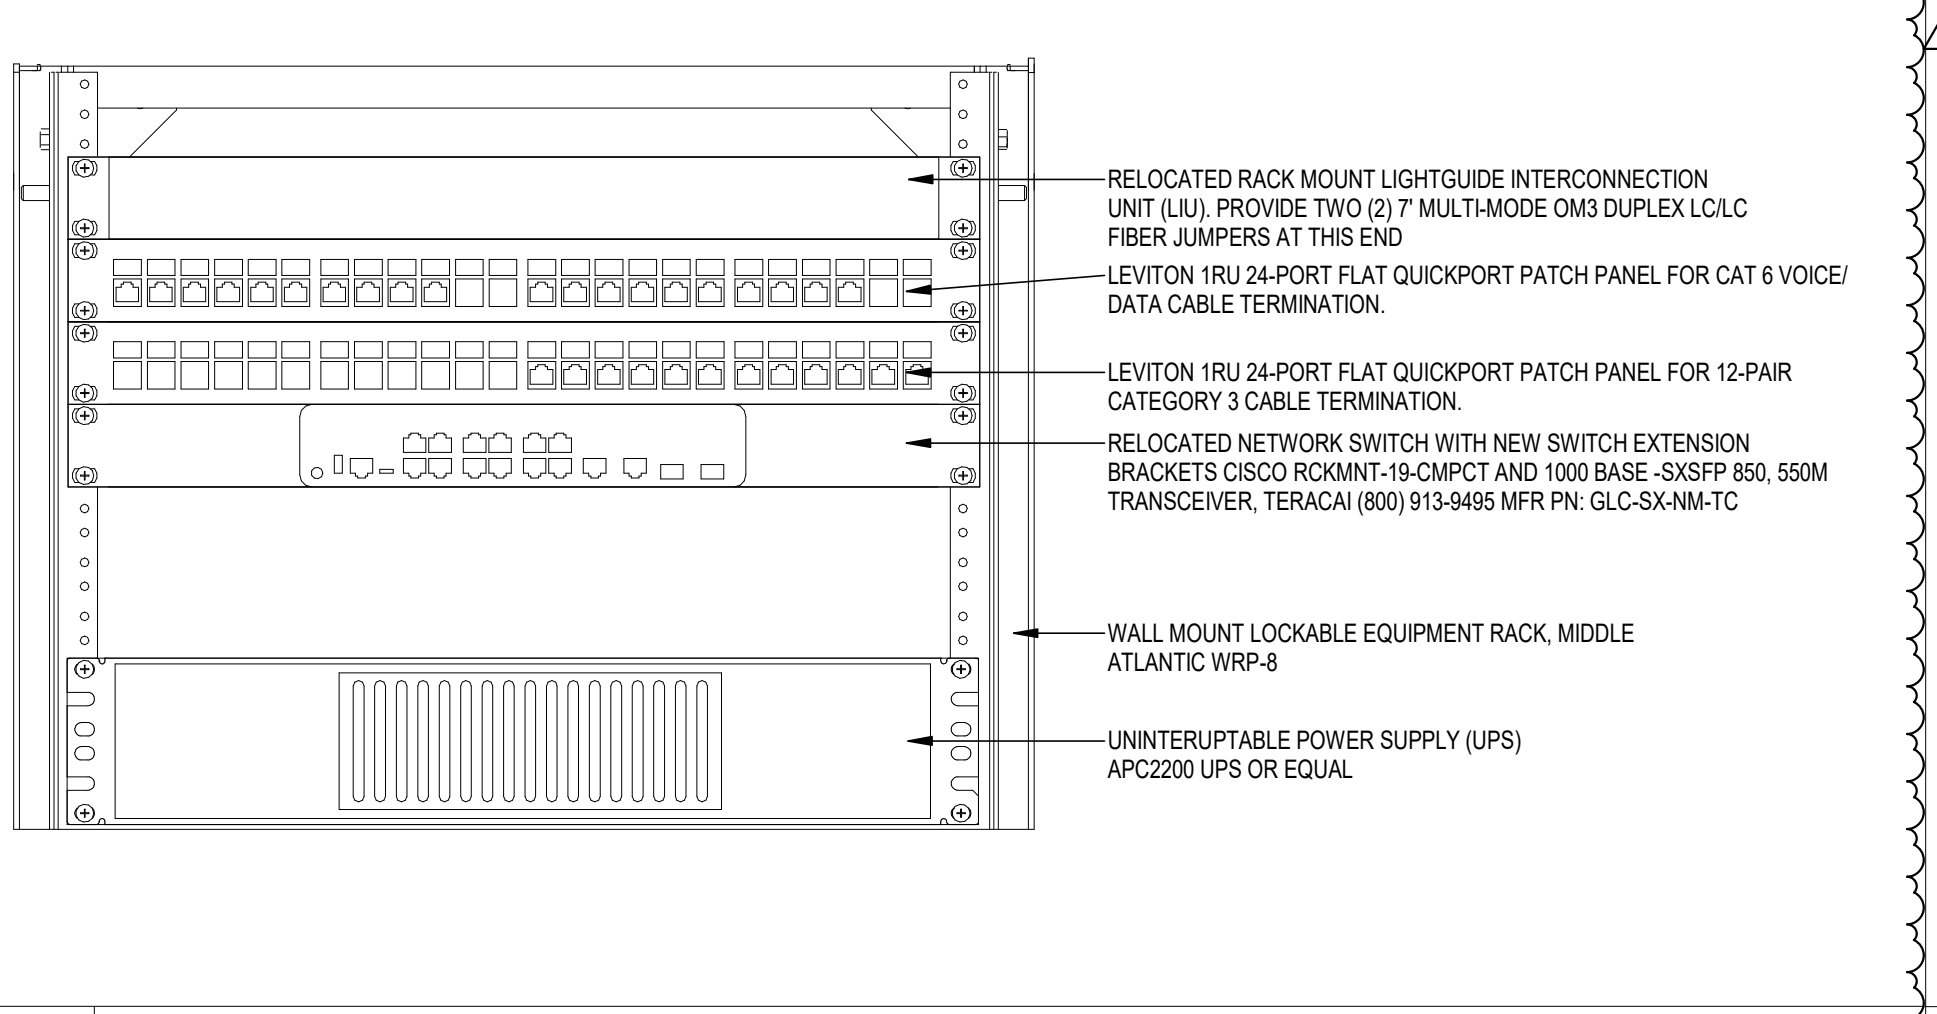 RELOCATED RACK MOUNT LIGHTGUIDE INTERCONNECTION
UNIT (LIU). PROVIDE TWO (2) 7' MULTI-MODE OM3 DUPLEX LC/LC
FIBER JUMPERS AT THIS END
LEVITON 1RU 24-PORT FLAT QUICKPORT PATCH PANEL FOR CAT 6 VOICE/
DATA CABLE TERMINATION.
LEVITON 1RU 24-PORT FLAT QUICKPORT PATCH PANEL FOR 12-PAIR
CATEGORY 3 CABLE TERMINATION.
RELOCATED NETWORK SWITCH WITH NEW SWITCH EXTENSION
BRACKETS CISCO RCKMNT-19-CMPCT AND 1000 BASE -SXSFP 850, 550M
TRANSCEIVER, TERACAI (800) 913-9495 MFR PN: GLC-SX-NM-TC
WALL MOUNT LOCKABLE EQUIPMENT RACK, MIDDLE
ATLANTIC WRP-8
UNINTERUPTABLE POWER SUPPLY (UPS)
APC2200 UPS OR EQUAL